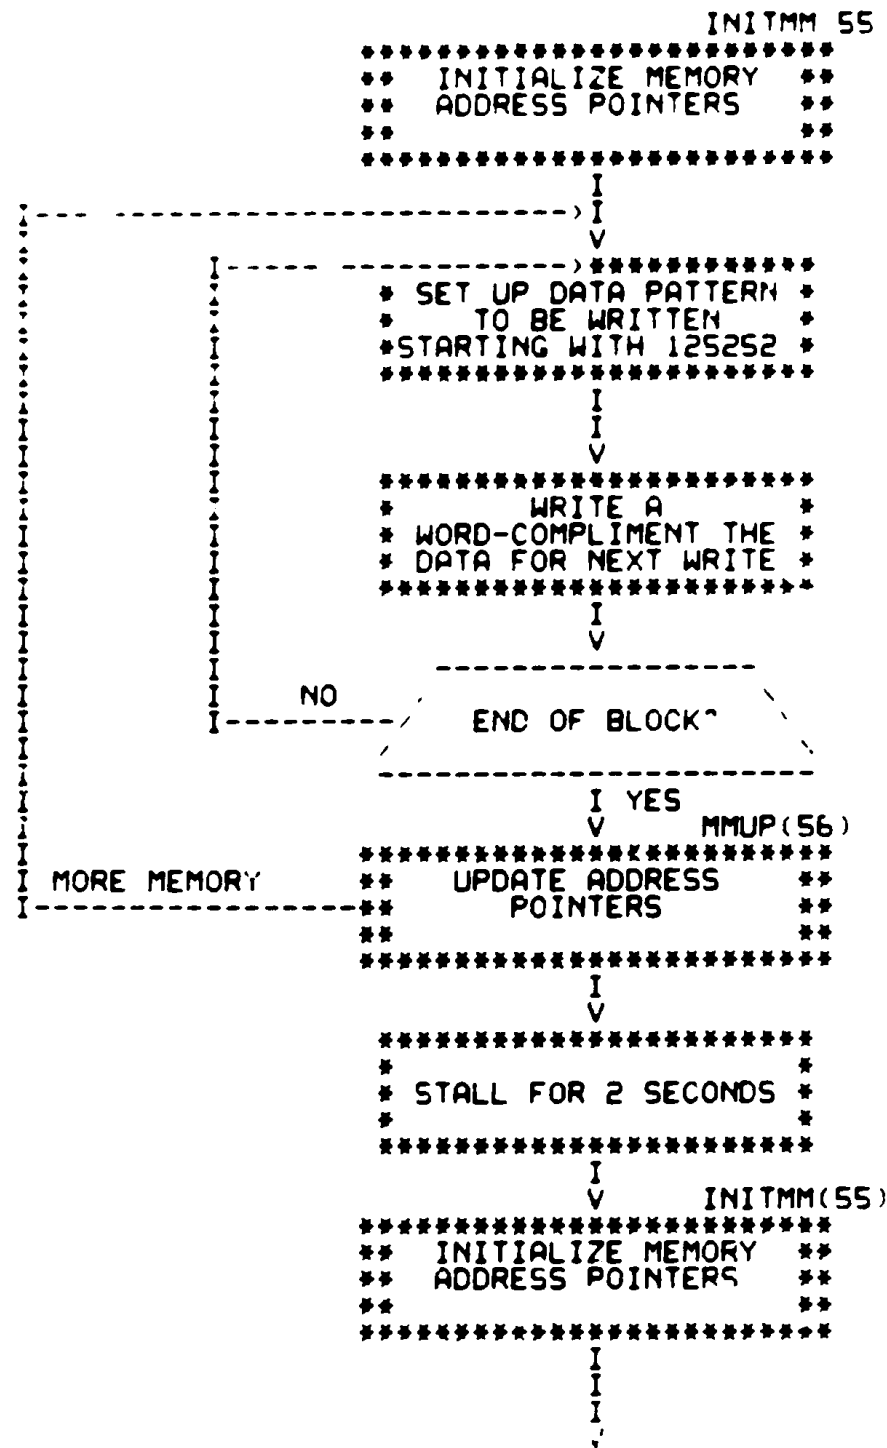 INITMM 55
INITIALIZE MEMORY
ADDRESS POINTERS
SET UP DATA PATTERN
TO BE WRITTEN
STARTING WITH 125252
WRITE A
WORD-COMPLIMENT THE
DATA FOR NEXT WRITE
NO
END OF BLOCK?
YES
MMUP(56)
MORE MEMORY
UPDATE ADDRESS
POINTERS
STALL FOR 2 SECONDS
INITMM(55)
INITIALIZE MEMORY
ADDRESS POINTERS